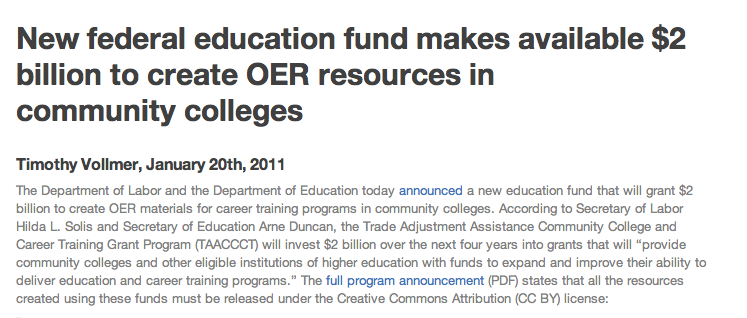 New federal education fund makes available $2
billion to create OER resources in
community colleges
Timothy Vollmer, January 20th, 2011
The Department of Labor and the Department of Education today announced a new education fund that will grant $2
billion to create OER materials for career training programs in community colleges. According to Secretary of Labor
Hilda L. Solis and Secretary of Education Arne Duncan, the Trade Adjustment Assistance Community College and
Career Training Grant Program (TAACCCT) will invest $2 billion over the next four years into grants that will “provide
community colleges and other eligible institutions of higher education with funds to expand and improve their ability to
deliver education and career training programs.” The full program announcement (PDF) states that all the resources
created using these funds must be released under the Creative Commons Attribution (CC BY) license: